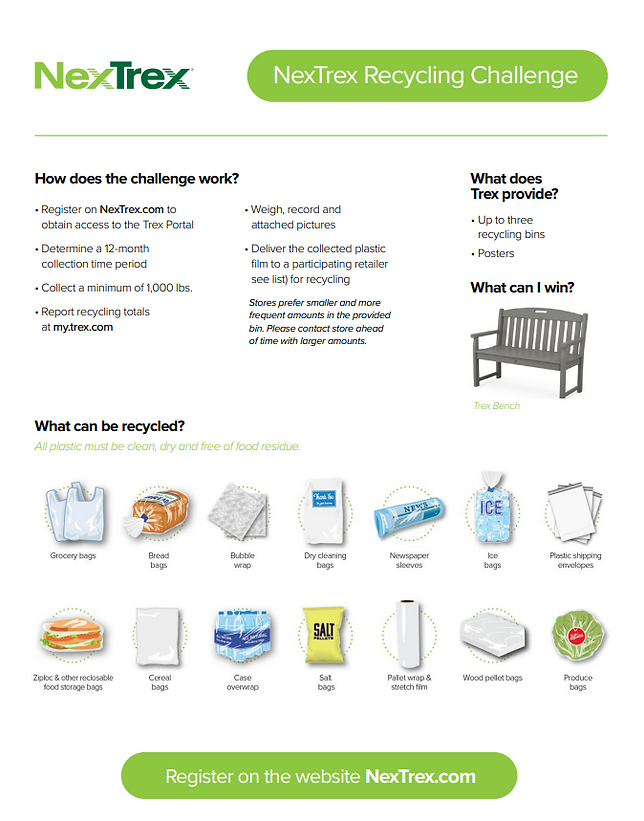 NexTrex
NexTrex Recycling Challenge
How does the challenge work?
• Register on NexTrex.com to
obtain access to the Trex Portal
• Determine a 12-month
collection time period
• Collect a minimum of 1,000 lbs.
• Report recycling totals
at my.trex.com
• Weigh, record and
attached pictures
• Deliver the collected plastic
film to a participating retailer
see list) for recycling
Stores prefer smaller and more
frequent amounts in the provided
bin. Please contact store ahead
of time with larger amounts.
What does
Trex provide?
• Up to three
recycling bins
• Posters
What can I win?
Trex Bench
What can be recycled?
All plastic must be clean, dry and free of food residue.
Thank You
NEWS
ICE
Grocery bags
Bread
bags
Bubble
wrap
Dry cleaning
bags
Newspaper
sleeves
Ice
bags
Plastic shipping
envelopes
SALT
PELLETS
Ziploc & other reclosable
food storage bags
Cereal
bags
Case
overwrap
Salt
bags
Pallet wrap &
stretch film
Wood pellet bags
Produce
bags
Register on the website NexTrex.com